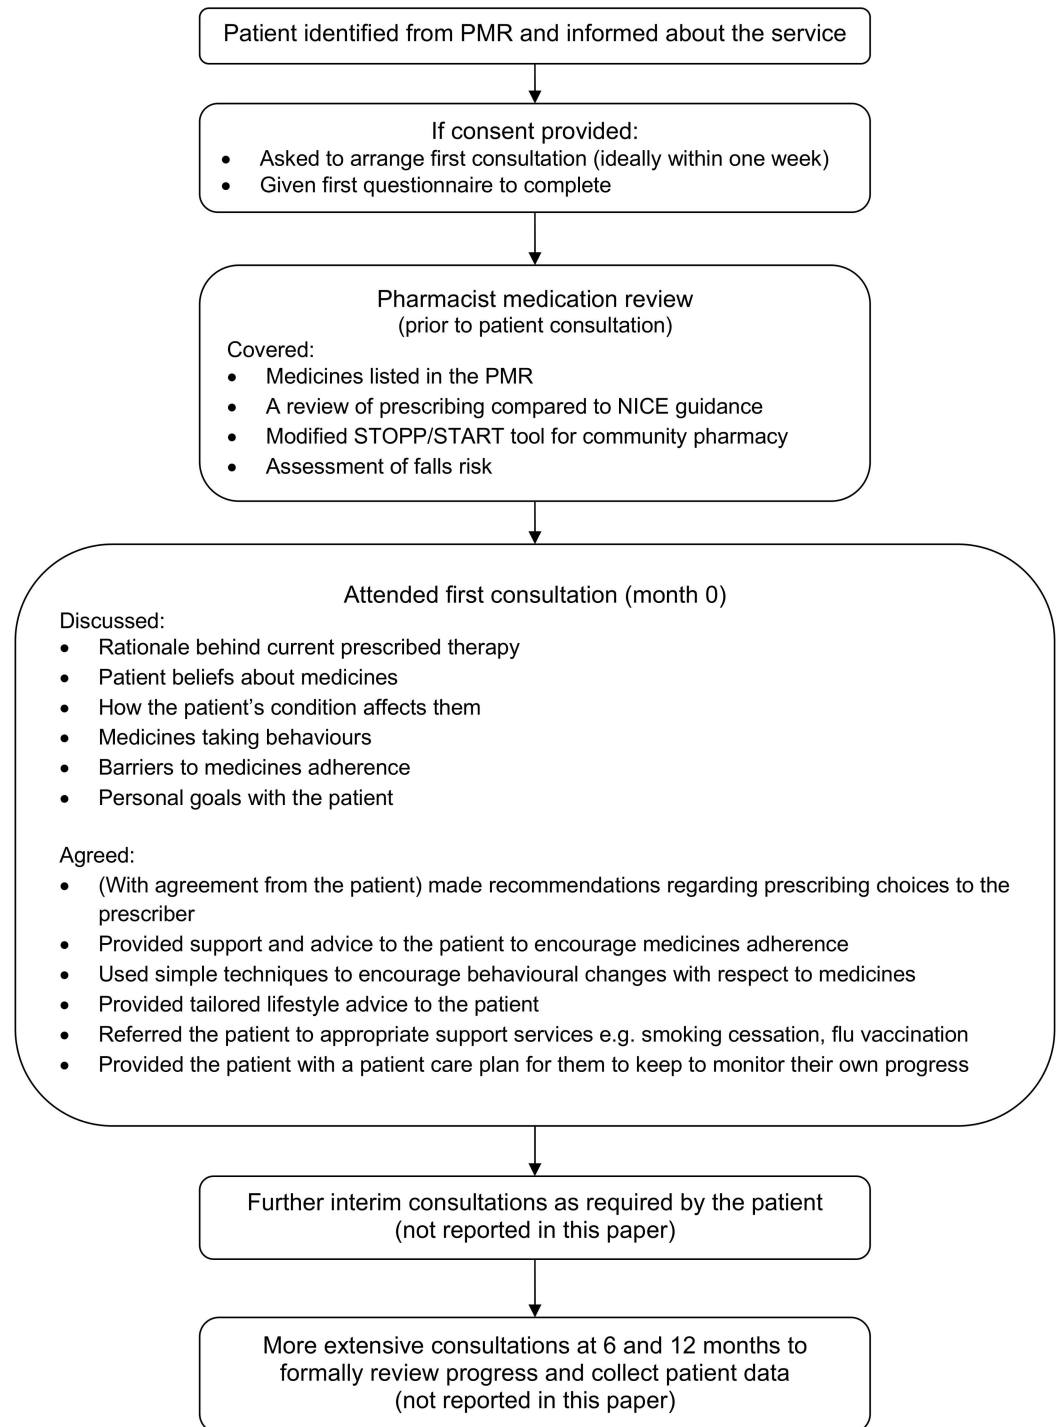 Patient identified from PMR and informed about the service
If consent provided:
• Asked to arrange first consultation (ideally within one week)
• Given first questionnaire to complete
Pharmacist medication review
(prior to patient consultation)
Covered:
• Medicines listed in the PMR
• A review of prescribing compared to NICE guidance
• Modified STOPP/START tool for community pharmacy
• Assessment of falls risk
Attended first consultation (month 0)
Discussed:
• Rationale behind current prescribed therapy
• Patient beliefs about medicines
• How the patient’s condition affects them
• Medicines taking behaviours
• Barriers to medicines adherence
• Personal goals with the patient
Agreed:
• (With agreement from the patient) made recommendations regarding prescribing choices to the
prescriber
• Provided support and advice to the patient to encourage medicines adherence
• Used simple techniques to encourage behavioural changes with respect to medicines
• Provided tailored lifestyle advice to the patient
• Referred the patient to appropriate support services e.g. smoking cessation, flu vaccination
• Provided the patient with a patient care plan for them to keep to monitor their own progress
Further interim consultations as required by the patient
(not reported in this paper)
More extensive consultations at 6 and 12 months to
formally review progress and collect patient data
(not reported in this paper)